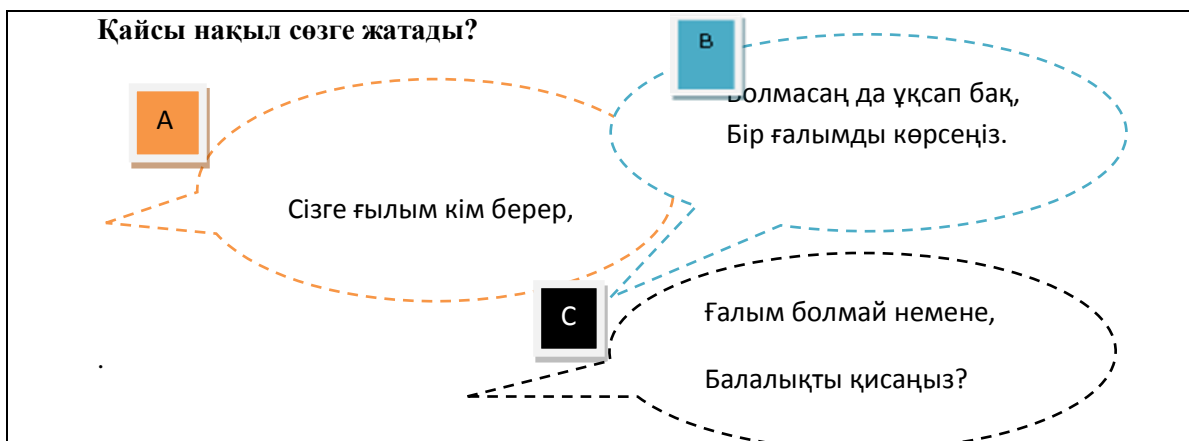 Қайсы нақыл сөзге жатады?
B
Болмасаң да ұқсап бақ,
A
Бір ғалымды көрсеңіз.
Сізге ғылым кім берер,
C
Ғалым болмай немене,
Балалықты қисаңыз?
.